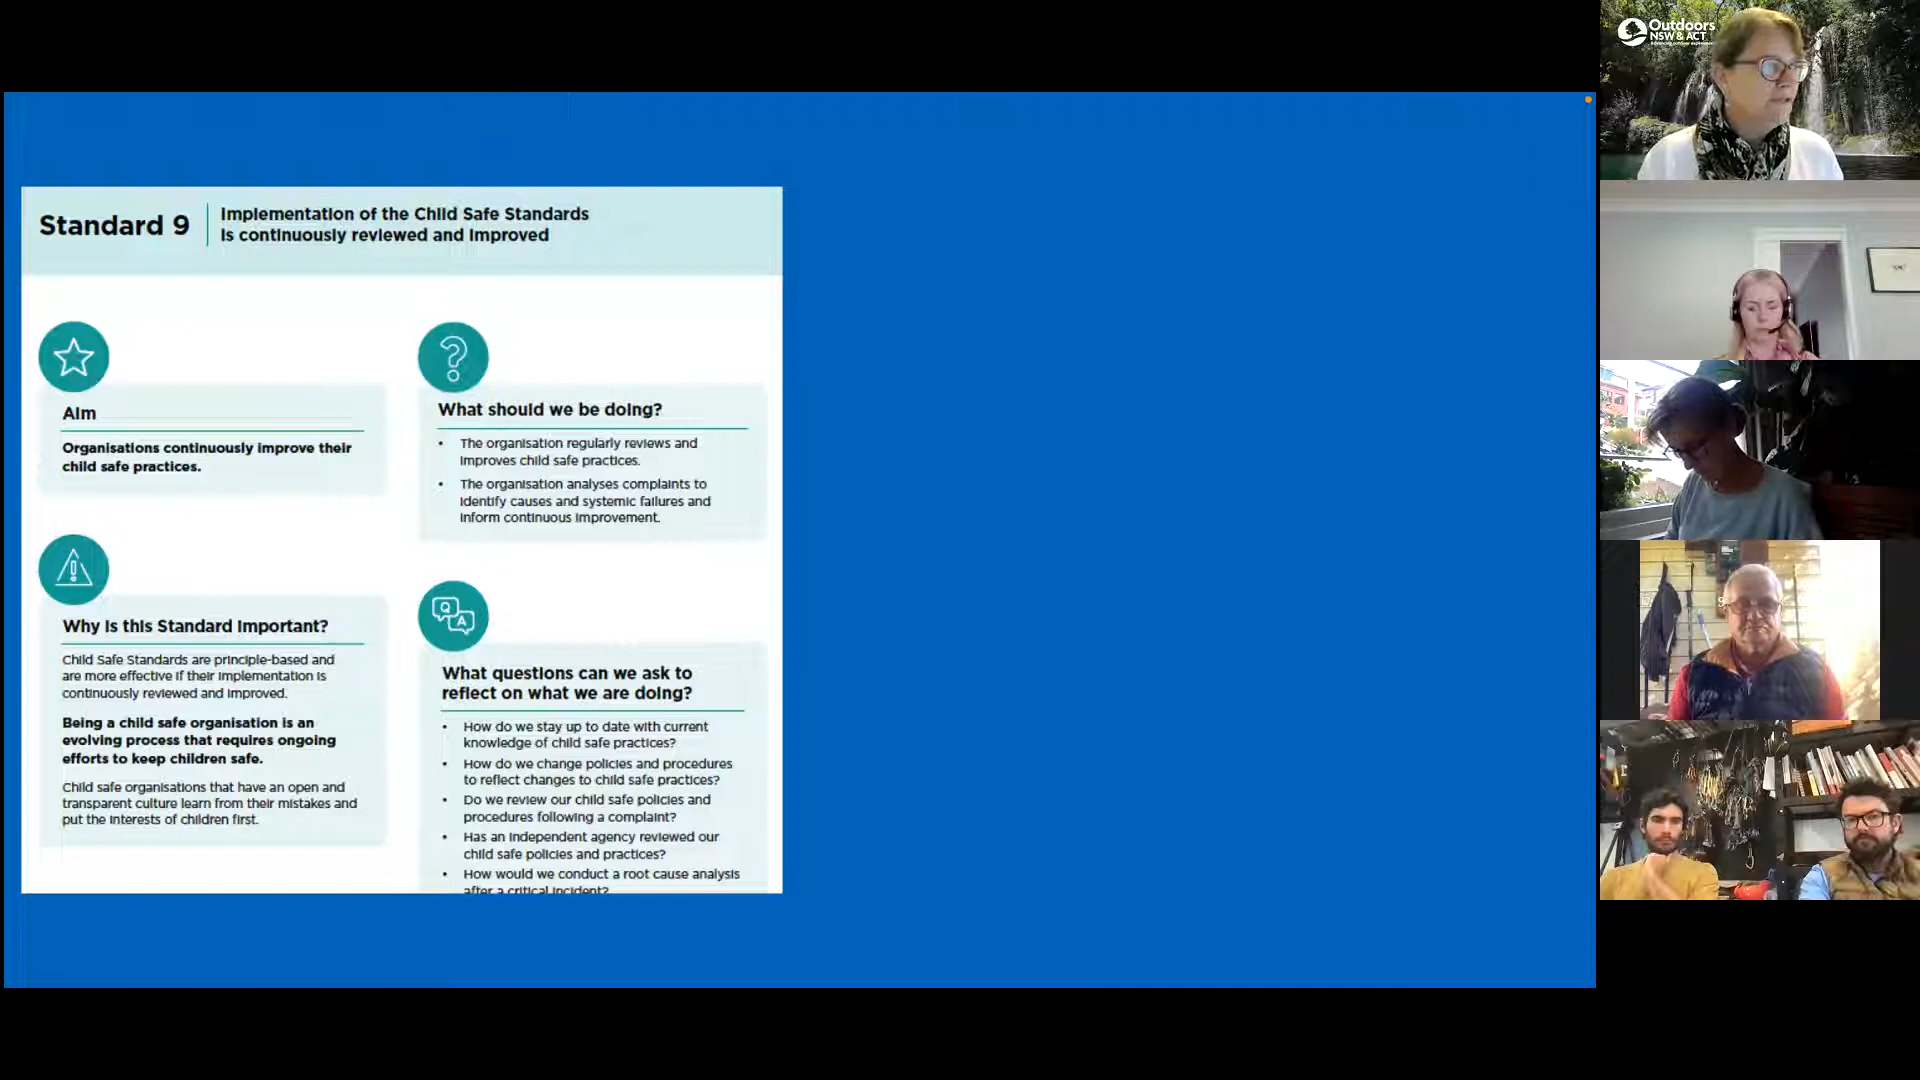 Standard 9
Implementation of the Child Safe Standards
is continuously reviewed and improved
Aim
Organisations continuously improve their
child safe practices.
Why is this Standard important?
Child Safe Standards are principle-based and
are more effective if their implementation is
continuously reviewed and improved.
Being a child safe organisation is an
evolving process that requires ongoing
efforts to keep children safe.
Child safe organisations that have an open and
transparent culture learn from their mistakes and
put the interests of children first.
What should we be doing?
• The organisation regularly reviews and
improves child safe practices.
• The organisation analyses complaints to
identify causes and systemic failures and
inform continuous improvement.
Q
A
What questions can we ask to
reflect on what we are doing?
• How do we stay up to date with current
knowledge of child safe practices?
• How do we change policies and procedures
to reflect changes to child safe practices?
• Do we review our child safe policies and
procedures following a complaint?
• Has an independent agency reviewed our
child safe policies and practices?
• How would we conduct a root cause analysis
after a critical incident?
Outdoors
NSW & ACT